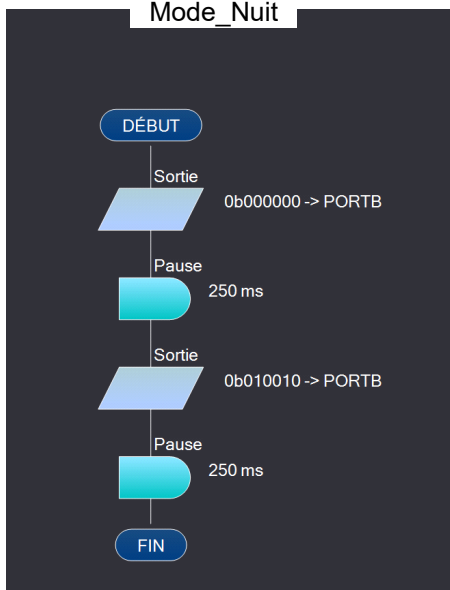 Mode_Nuit
DÉBUT
Sortie
0b000000 -> PORTB
Pause
250 ms
Sortie
0b010010 -> PORTB
Pause
250 ms
FIN